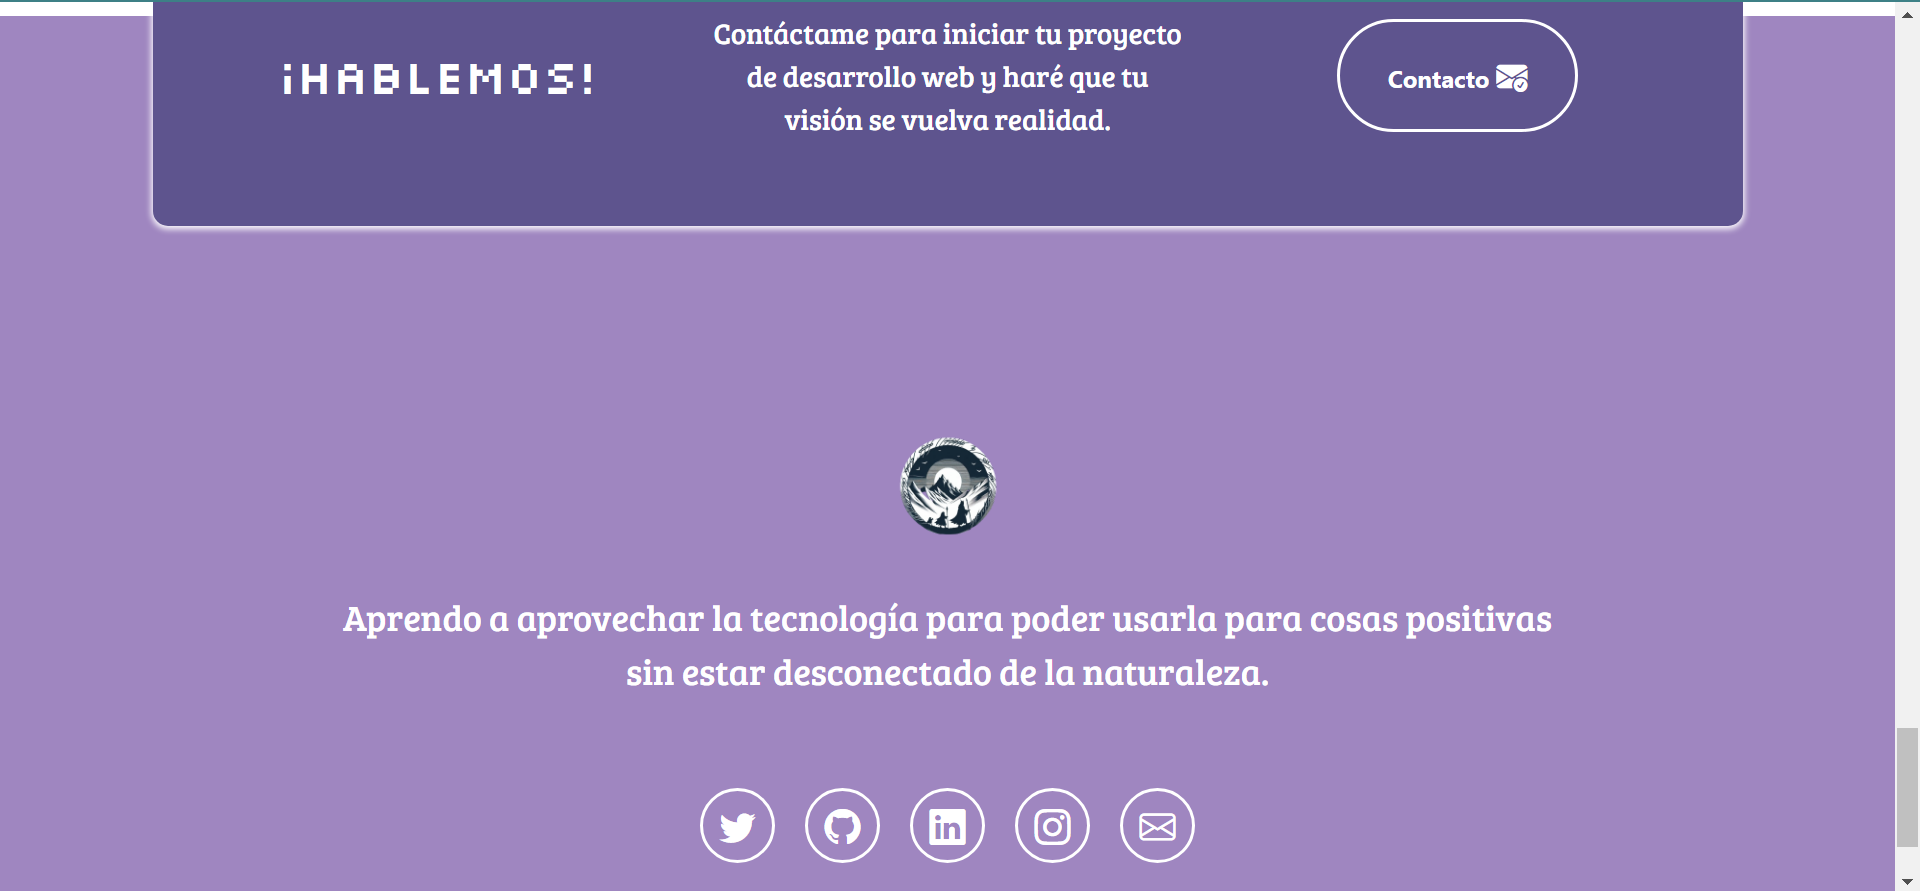 ¡HABLEMOS!
Contáctame para iniciar tu proyecto
de desarrollo web y haré que tu
visión se vuelva realidad.
Contacto
Aprendo a aprovechar la tecnología para poder usarla para cosas positivas
sin estar desconectado de la naturaleza.
in